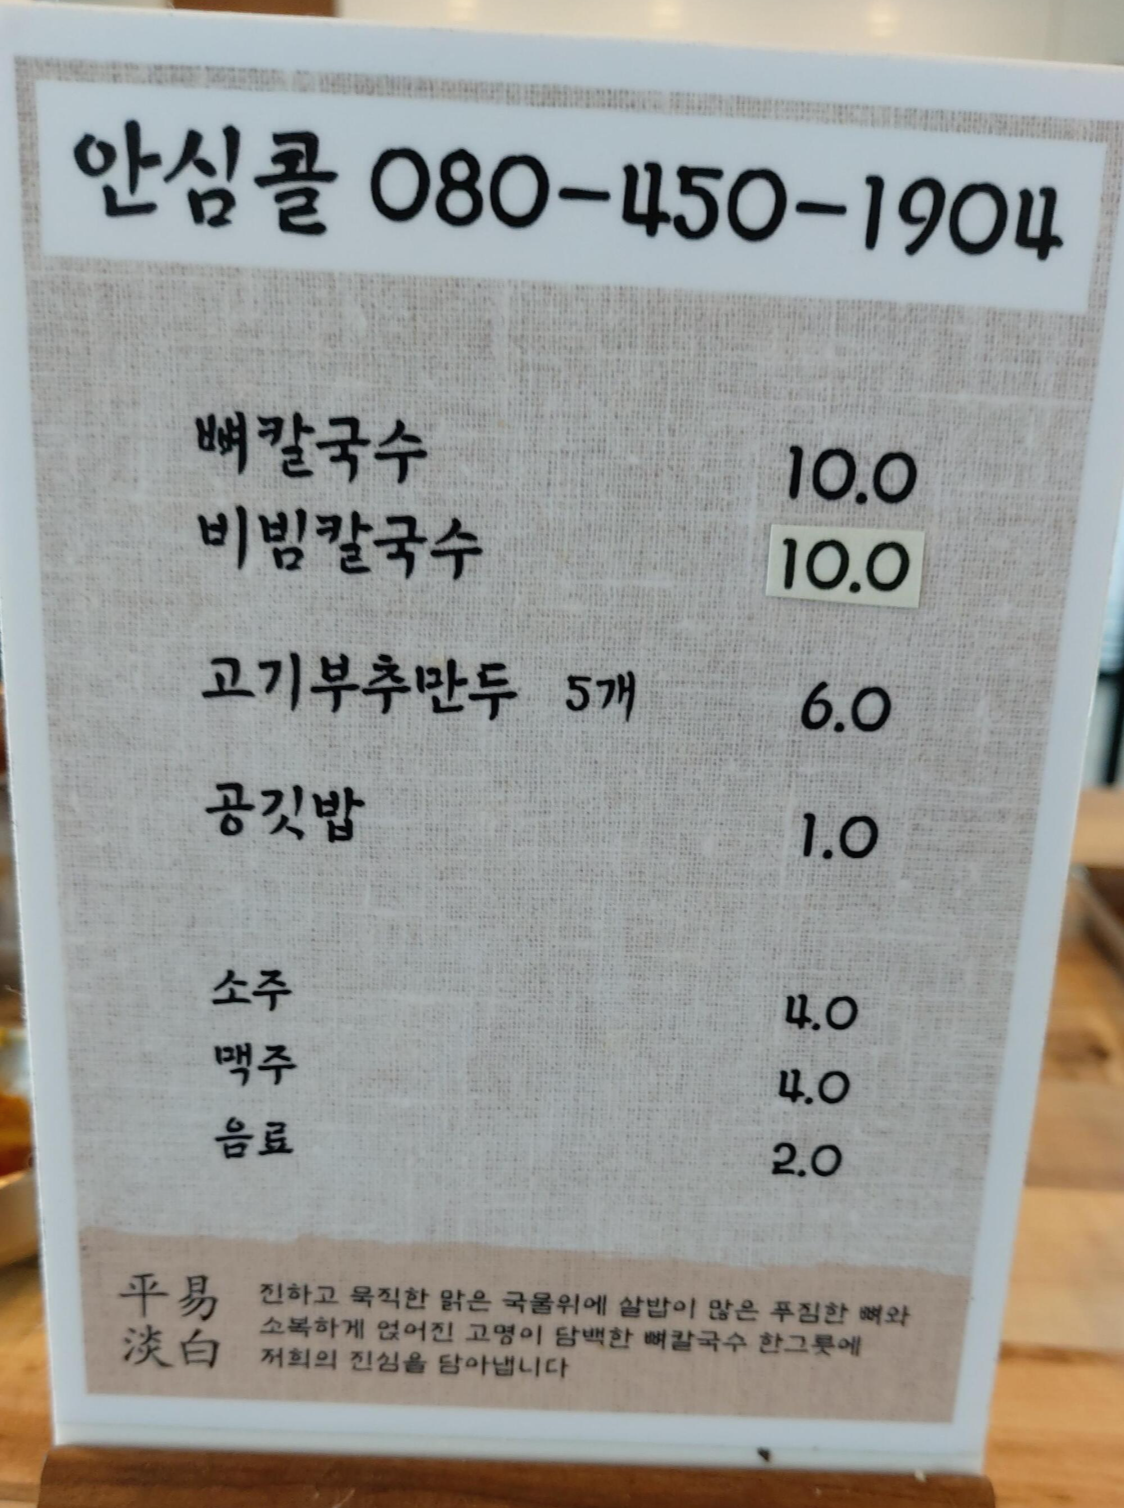 안심콜 080-450-1904
뼈칼국수 10.0
비빔칼국수 10.0
고기부추만두 5개 6.0
공깃밥 1.0
소주 4.0
맥주 4.0
음료 2.0
平易
淡白
진하고 묵직한 맑은 국물위에 살밥이 많은 푸짐한 뼈와
소복하게 얹어진 고명이 담백한 뼈칼국수 한그릇에
저희의 진심을 담아냅니다